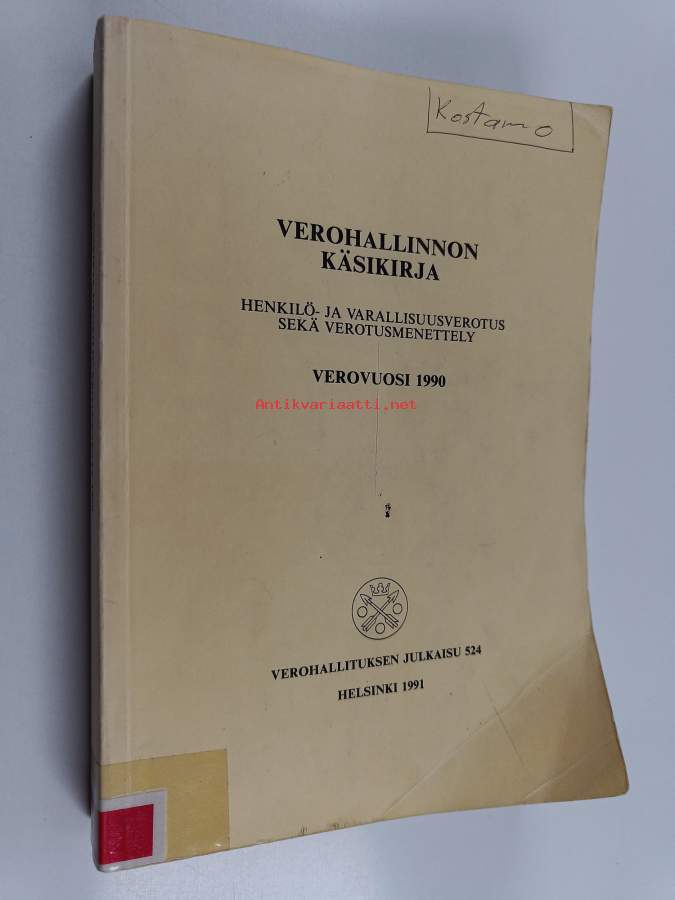 Kostamo
VEROHALLINNON
KÄSIKIRJA
HENKILÖ- JA VARALLISUUSVEROTUS
SEKÄ VEROTUSMENETTELY
VEROVUOSI 1990
Antikvariaatti.net
VEROHALLITUKSEN JULKAISU 524
HELSINKI 1991